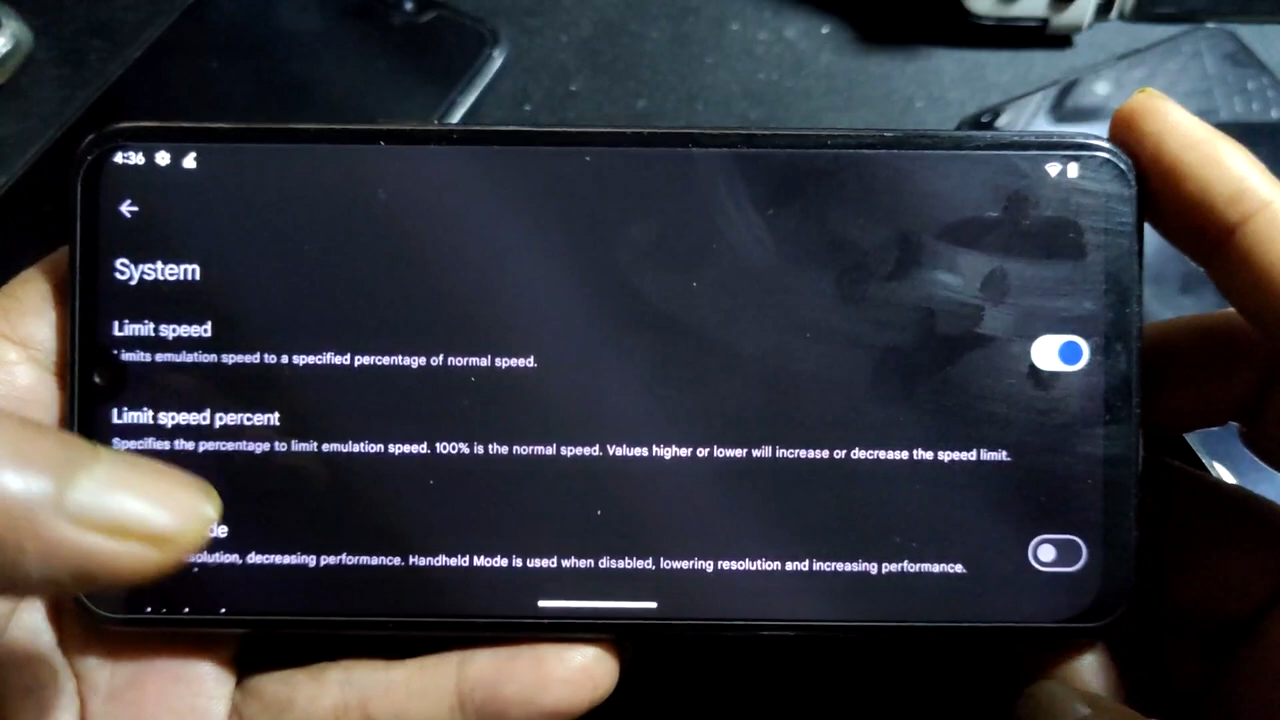 4:36
System
Limit speed
imits emulation speed to a specified percentage of normal speed.
Limit speed percent
Specifies the percentage to limit emulation speed. 100% is the normal speed. Values higher or lower will increase or decrease the speed limit.
de
solution, decreasing performance. Handheld Mode is used when disabled, lowering resolution and increasing performance.